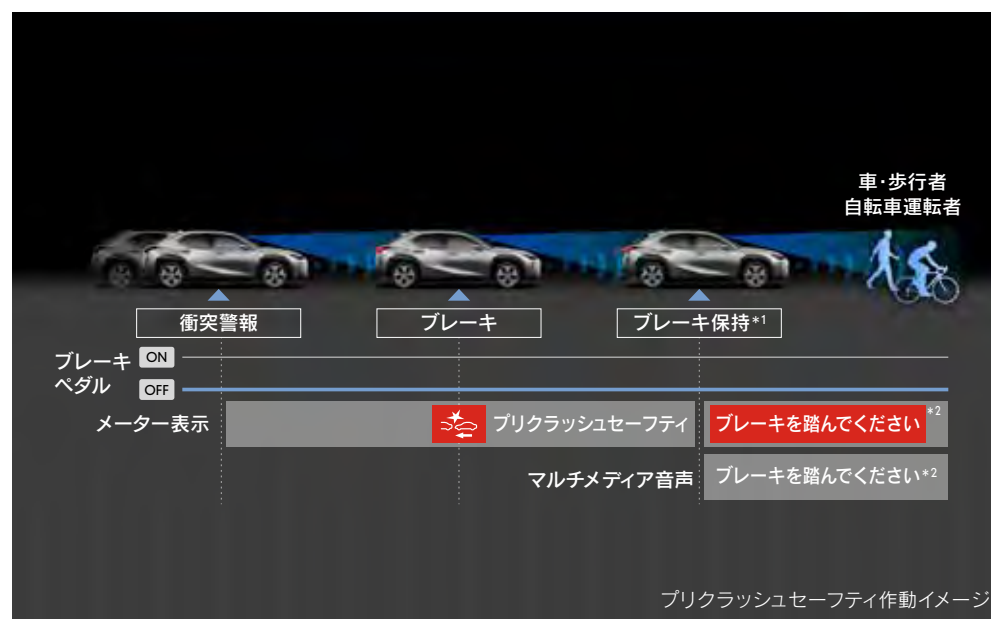 車・歩行者
自転車運転者
衝突警報
ブレーキ
ブレーキ保持*1
ブレーキ
ペダル
ON
OFF
メーター表示
プリクラッシュセーフティ
ブレーキを踏んでください*2
マルチメディア音声
ブレーキを踏んでください*2
プリクラッシュセーフティ作動イメージ